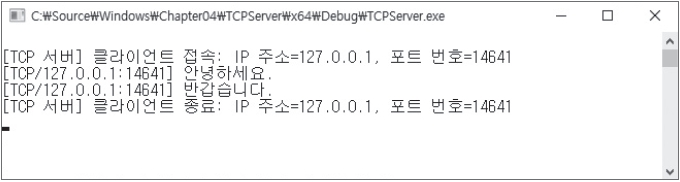 C:₩Source₩Windows₩Chapter04₩TCPServer₩x64₩Debug₩TCPServer.exe
[TCP 서버] 클라이언트 접속: IP 주소=127.0.0.1, 포트 번호=14641
[TCP/127.0.0.1:14641] 안녕하세요.
[TCP/127.0.0.1:14641] 반갑습니다.
[TCP 서버] 클라이언트 종료: IP 주소=127.0.0.1, 포트 번호=14641